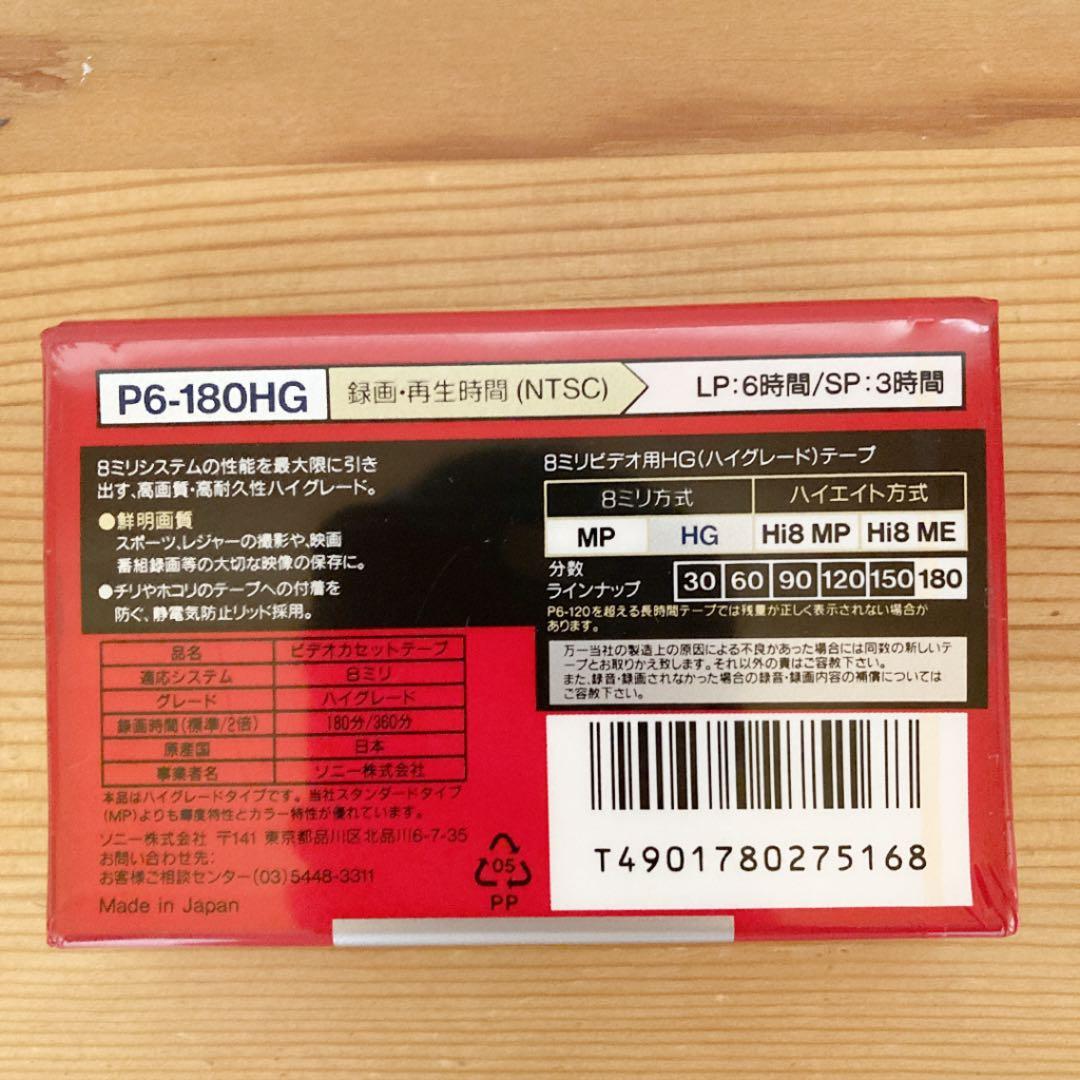 P6-180HG 録画・再生時間(NTSC) LP:6時間/SP:3時間
8ミリシステムの性能を最大限に引き
出す、高画質・高耐久性ハイグレード。
●鮮明画質
スポーツ、レジャーの撮影や、映画
番組録画等の大切な映像の保存に。
●チリやホコリのテープへの付着を
防ぐ、静電気防止リッド採用。
8ミリビデオ用HG(ハイグレード)テープ
8ミリ方式 ハイエイト方式
MP HG Hi8 MP Hi8 ME
分数
ラインナップ 30 60 90 120 150 180
P6-120を超える長時間テープでは残量が正しく表示されない場合が
あります。
万一当社の製造上の原因による不良があった場合には同数の新しいテ
ープとお取りかえ致します。それ以外の責はご容赦下さい。
また、録音・録画されなかった場合の録音・録画内容の補償については
ご容赦下さい。
品名 ビデオカセットテープ
適応システム 8ミリ
グレード ハイグレード
録画時間(標準/2倍) 180分/360分
原産国 日本
事業者名 ソニー株式会社
本品はハイグレードタイプです。当社スタンダードタイプ
(MP)よりも輝度特性とカラー特性が優れています。
ソニー株式会社 〒141 東京都品川区北品川6-7-35
お問い合わせ先:
お客様ご相談センター(03)5448-3311
Made in Japan
05
PP
T4901780275168